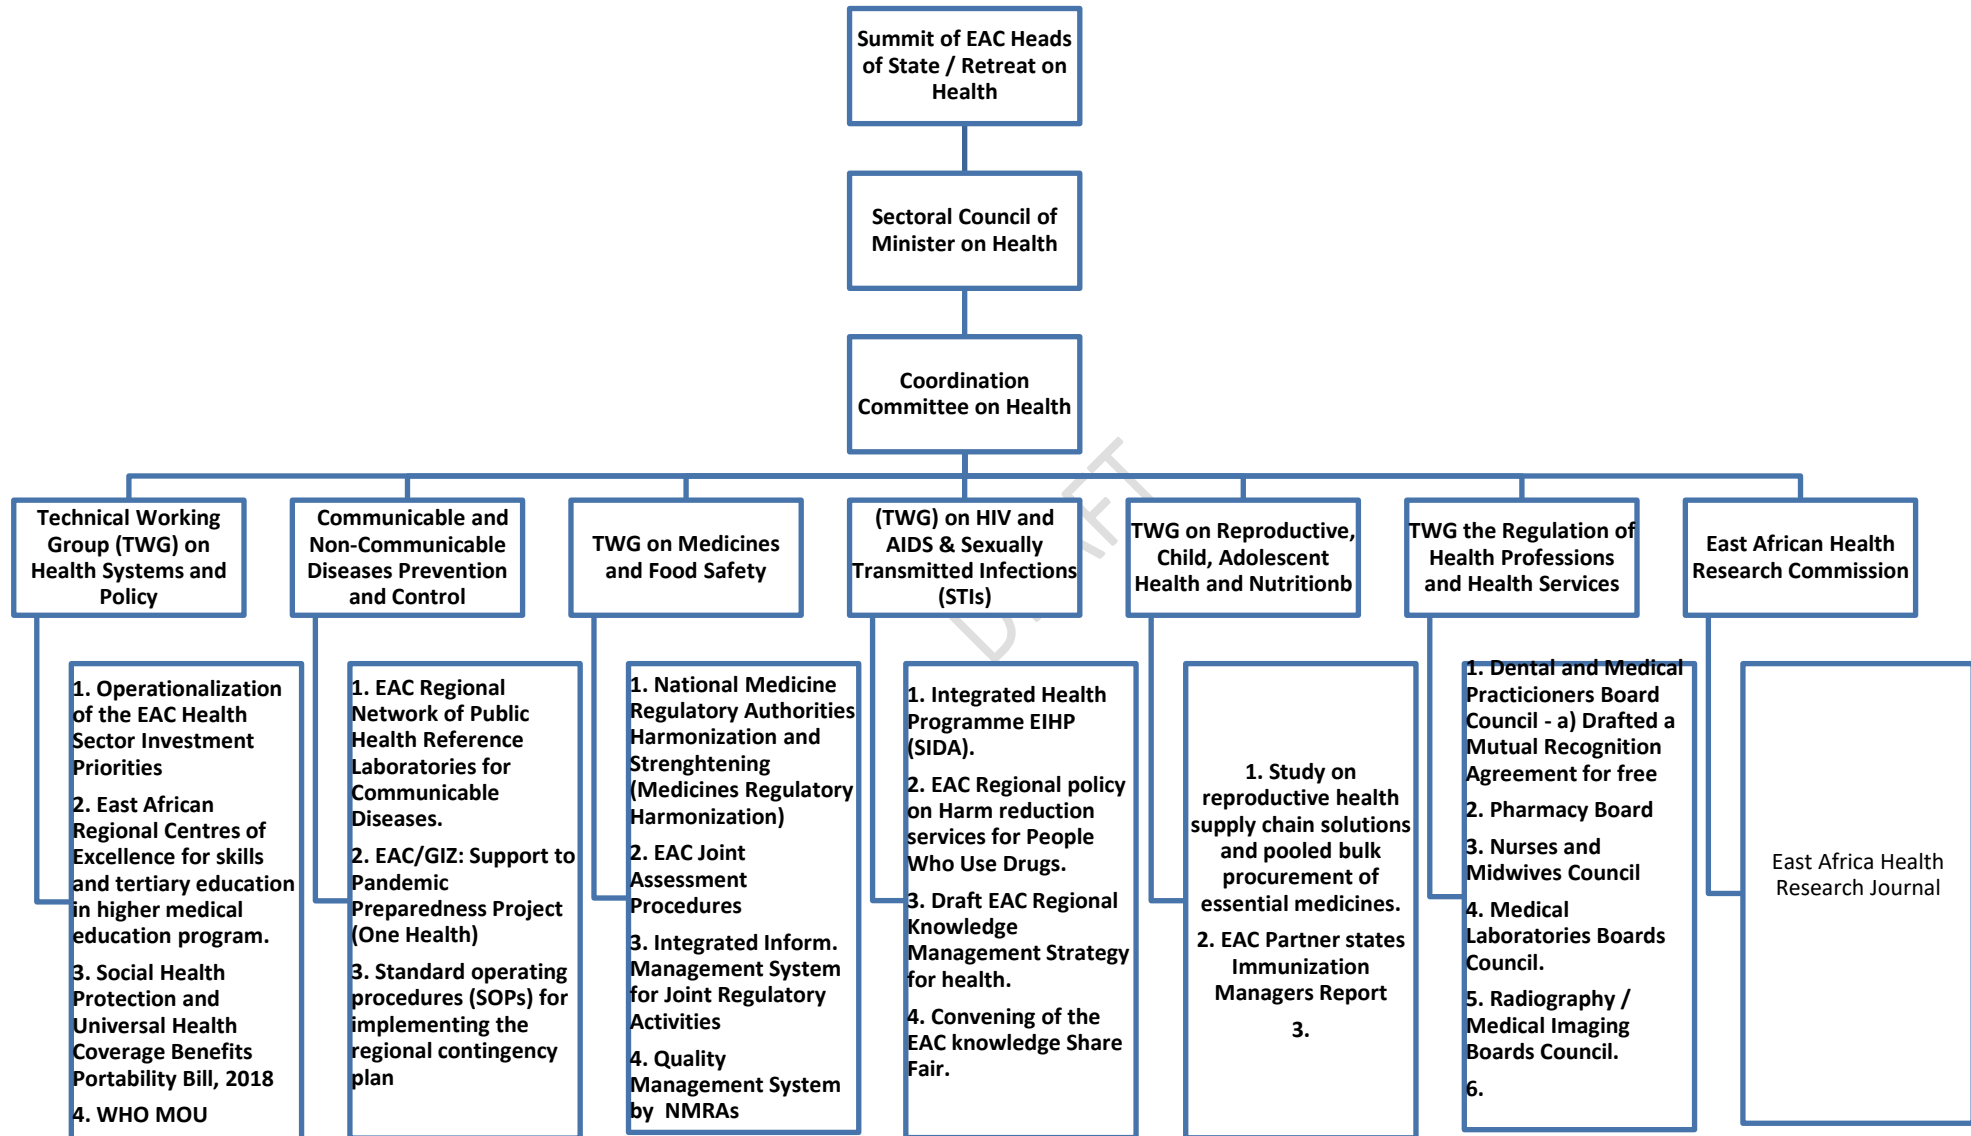 Summit of EAC Heads
of State / Retreat on
Health
Sectoral Council of
Minister on Health
Coordination
Committee on Health
DRAFT
Technical Working
Group (TWG) on
Health Systems and
Policy
Communicable and
Non-Communicable
Diseases Prevention
and Control
TWG on Medicines
and Food Safety
(TWG) on HIV and
AIDS & Sexually
Transmitted Infections
(STIs)
TWG on Reproductive,
Child, Adolescent
Health and Nutritionb
TWG the Regulation of
Health Professions
and Health Services
East African Health
Research Commission
1. Operationalization
of the EAC Health
Sector Investment
Priorities
2. East African
Regional Centres of
Excellence for skills
and tertiary education
in higher medical
education program.
3. Social Health
Protection and
Universal Health
Coverage Benefits
Portability Bill, 2018
4. WHO MOU
1. EAC Regional
Network of Public
Health Reference
Laboratories for
Communicable
Diseases.
2. EAC/GIZ: Support to
Pandemic
Preparedness Project
(One Health)
3. Standard operating
procedures (SOPs) for
implementing the
regional contingency
plan
1. National Medicine
Regulatory Authorities
Harmonization and
Strenghtening
(Medicines Regulatory
Harmonization)
2. EAC Joint
Assessment
Procedures
3. Integrated Inform.
Management System
for Joint Regulatory
Activities
4. Quality
Management System
by NMRAs
1. Integrated Health
Programme EIHP
(SIDA).
2. EAC Regional policy
on Harm reduction
services for People
Who Use Drugs.
3. Draft EAC Regional
Knowledge
Management Strategy
for health.
4. Convening of the
EAC knowledge Share
Fair.
1. Study on
reproductive health
supply chain solutions
and pooled bulk
procurement of
essential medicines.
2. EAC Partner states
Immunization
Managers Report
3.
1. Dental and Medical
Practicioners Board
Council - a) Drafted a
Mutual Recognition
Agreement for free
2. Pharmacy Board
3. Nurses and
Midwives Council
4. Medical
Laboratories Boards
Council.
5. Radiography /
Medical Imaging
Boards Council.
6.
East Africa Health
Research Journal